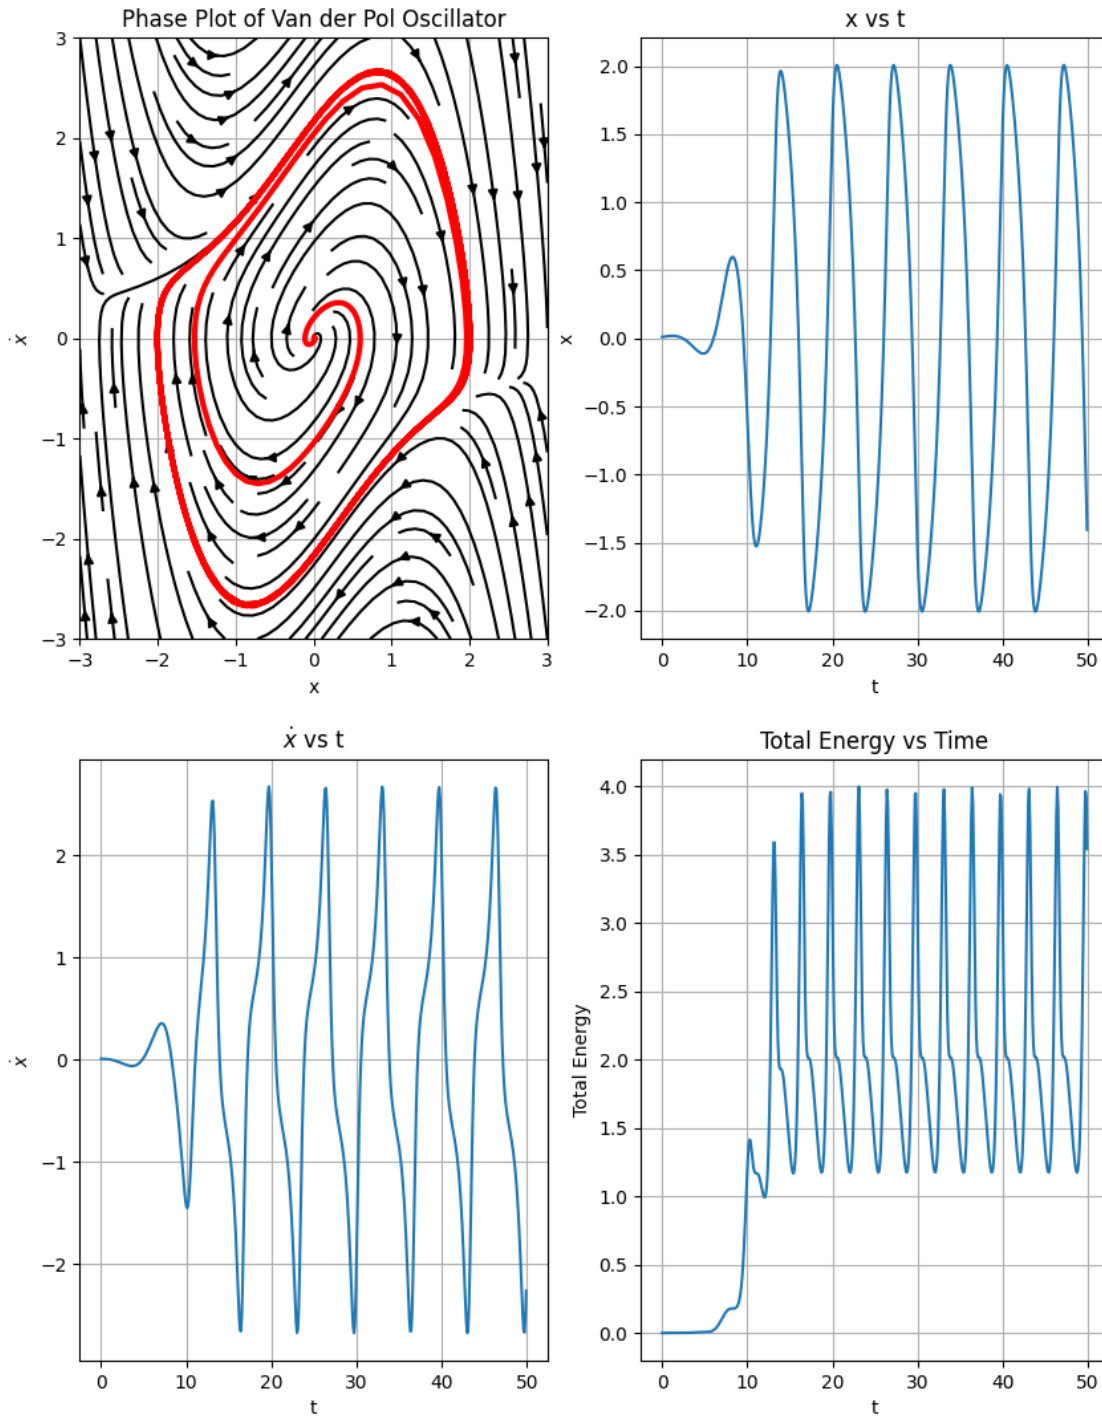 Phase Plot of Van der Pol Oscillator
3
2
1
0
−1
−2
−3
ẋ
−3 −2 −1 0 1 2 3
x
x vs t
2.0
1.5
1.0
0.5
0.0
−0.5
−1.0
−1.5
−2.0
x
0 10 20 30 40 50
t
ẋ vs t
2
1
0
−1
−2
ẋ
0 10 20 30 40 50
t
Total Energy vs Time
4.0
3.5
3.0
2.5
2.0
1.5
1.0
0.5
0.0
Total Energy
0 10 20 30 40 50
t